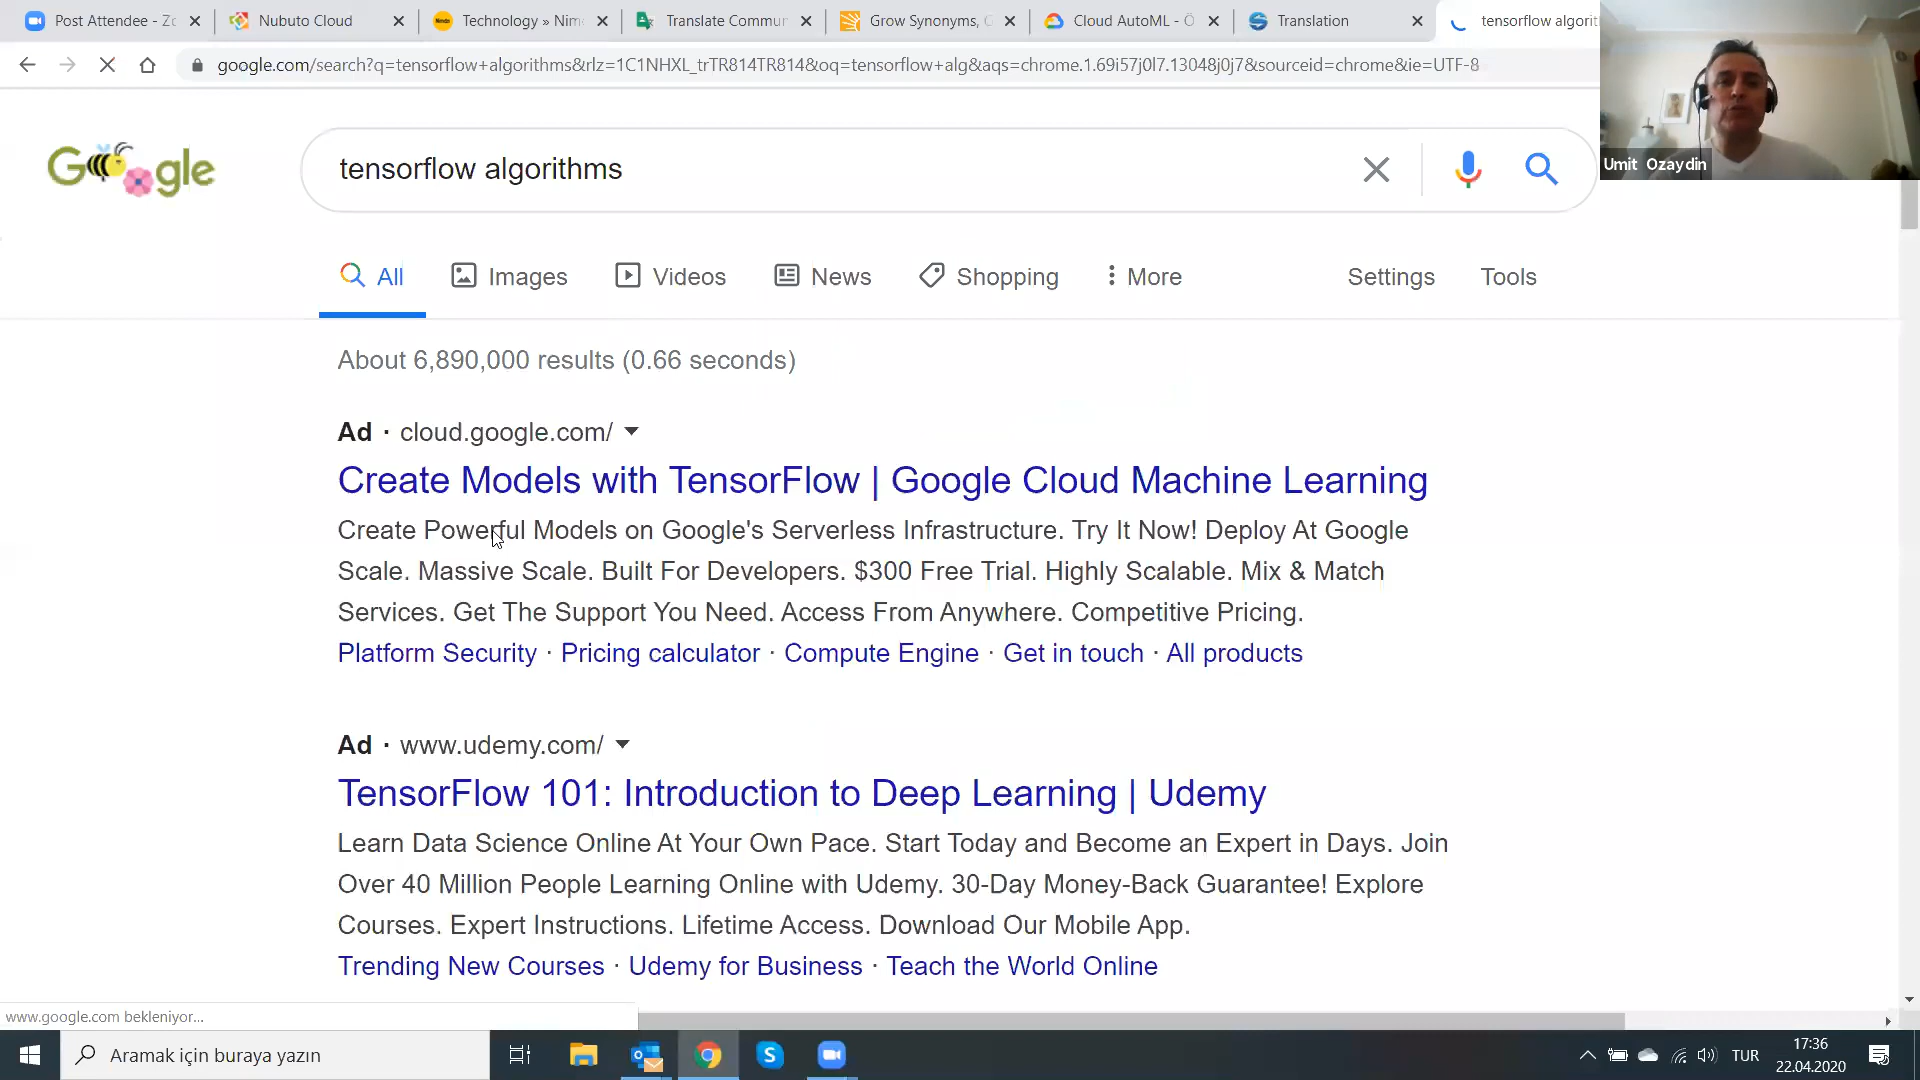 Post Attendee - Zo
Nubuto Cloud
Technology » Nim
Translate Commun
Grow Synonyms, G
Cloud AutoML - Ö
Translation
tensorflow algorit
google.com/search?q=tensorflow+algorithms&rlz=1C1NHXL_trTR814TR814&oq=tensorflow+alg&aqs=chrome.1.69i57j0l7.13048j0j7&sourceid=chrome&ie=UTF-8
Umit Ozaydin
Google
tensorflow algorithms
All
Images
Videos
News
Shopping
More
Settings
Tools
About 6,890,000 results (0.66 seconds)
Ad · cloud.google.com/
Create Models with TensorFlow | Google Cloud Machine Learning
Create Powerful Models on Google's Serverless Infrastructure. Try It Now! Deploy At Google
Scale. Massive Scale. Built For Developers. $300 Free Trial. Highly Scalable. Mix & Match
Services. Get The Support You Need. Access From Anywhere. Competitive Pricing.
Platform Security · Pricing calculator · Compute Engine · Get in touch · All products
Ad · www.udemy.com/
TensorFlow 101: Introduction to Deep Learning | Udemy
Learn Data Science Online At Your Own Pace. Start Today and Become an Expert in Days. Join
Over 40 Million People Learning Online with Udemy. 30-Day Money-Back Guarantee! Explore
Courses. Expert Instructions. Lifetime Access. Download Our Mobile App.
Trending New Courses · Udemy for Business · Teach the World Online
www.google.com bekleniyor...
Aramak için buraya yazın
TUR
17:36
22.04.2020